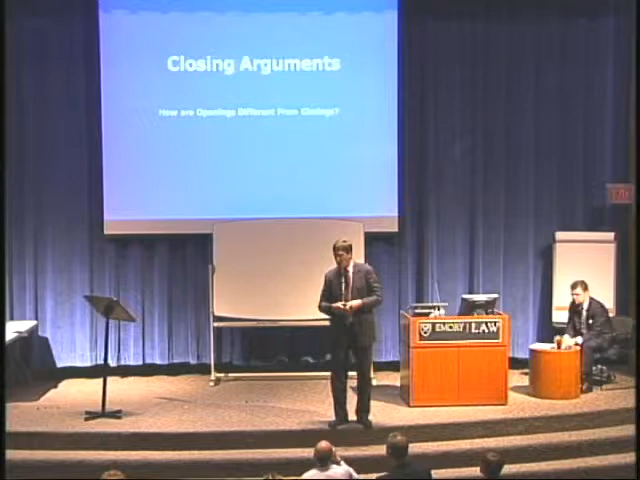 Closing Arguments
How are Openings Different From Closings?
EMORY | LAW
EXIT